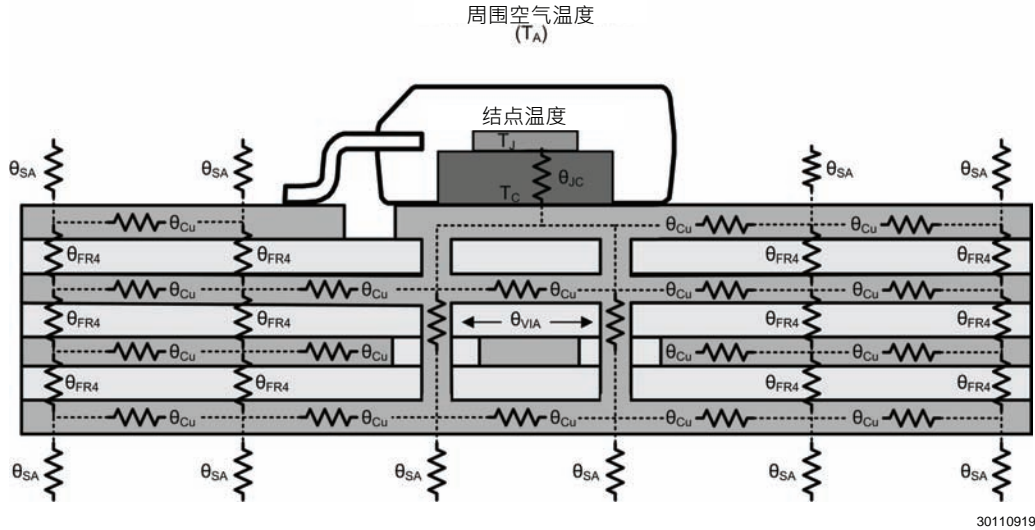 周围空气温度
(TA)
结点温度
TJ
θSA θSA θJC θSA θSA
TC
θCu θCu θCu
θFR4 θFR4 θFR4 θFR4
θCu θCu θCu θCu θCu
θFR4 θFR4 θVIA θFR4 θFR4
θCu θCu θCu θCu
θFR4 θFR4 θFR4 θFR4
θCu θCu θCu θCu θCu
θSA θSA θSA θSA θSA θSA
30110919